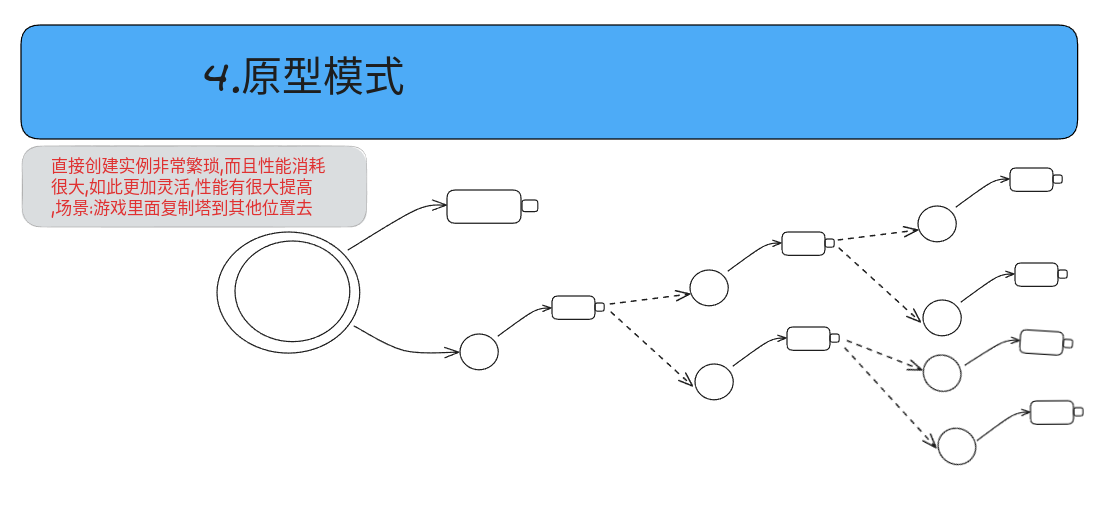 4.原型模式
直接创建实例非常繁琐,而且性能消耗
很大,如此更加灵活,性能有很大提高
,场景:游戏里面复制塔到其他位置去